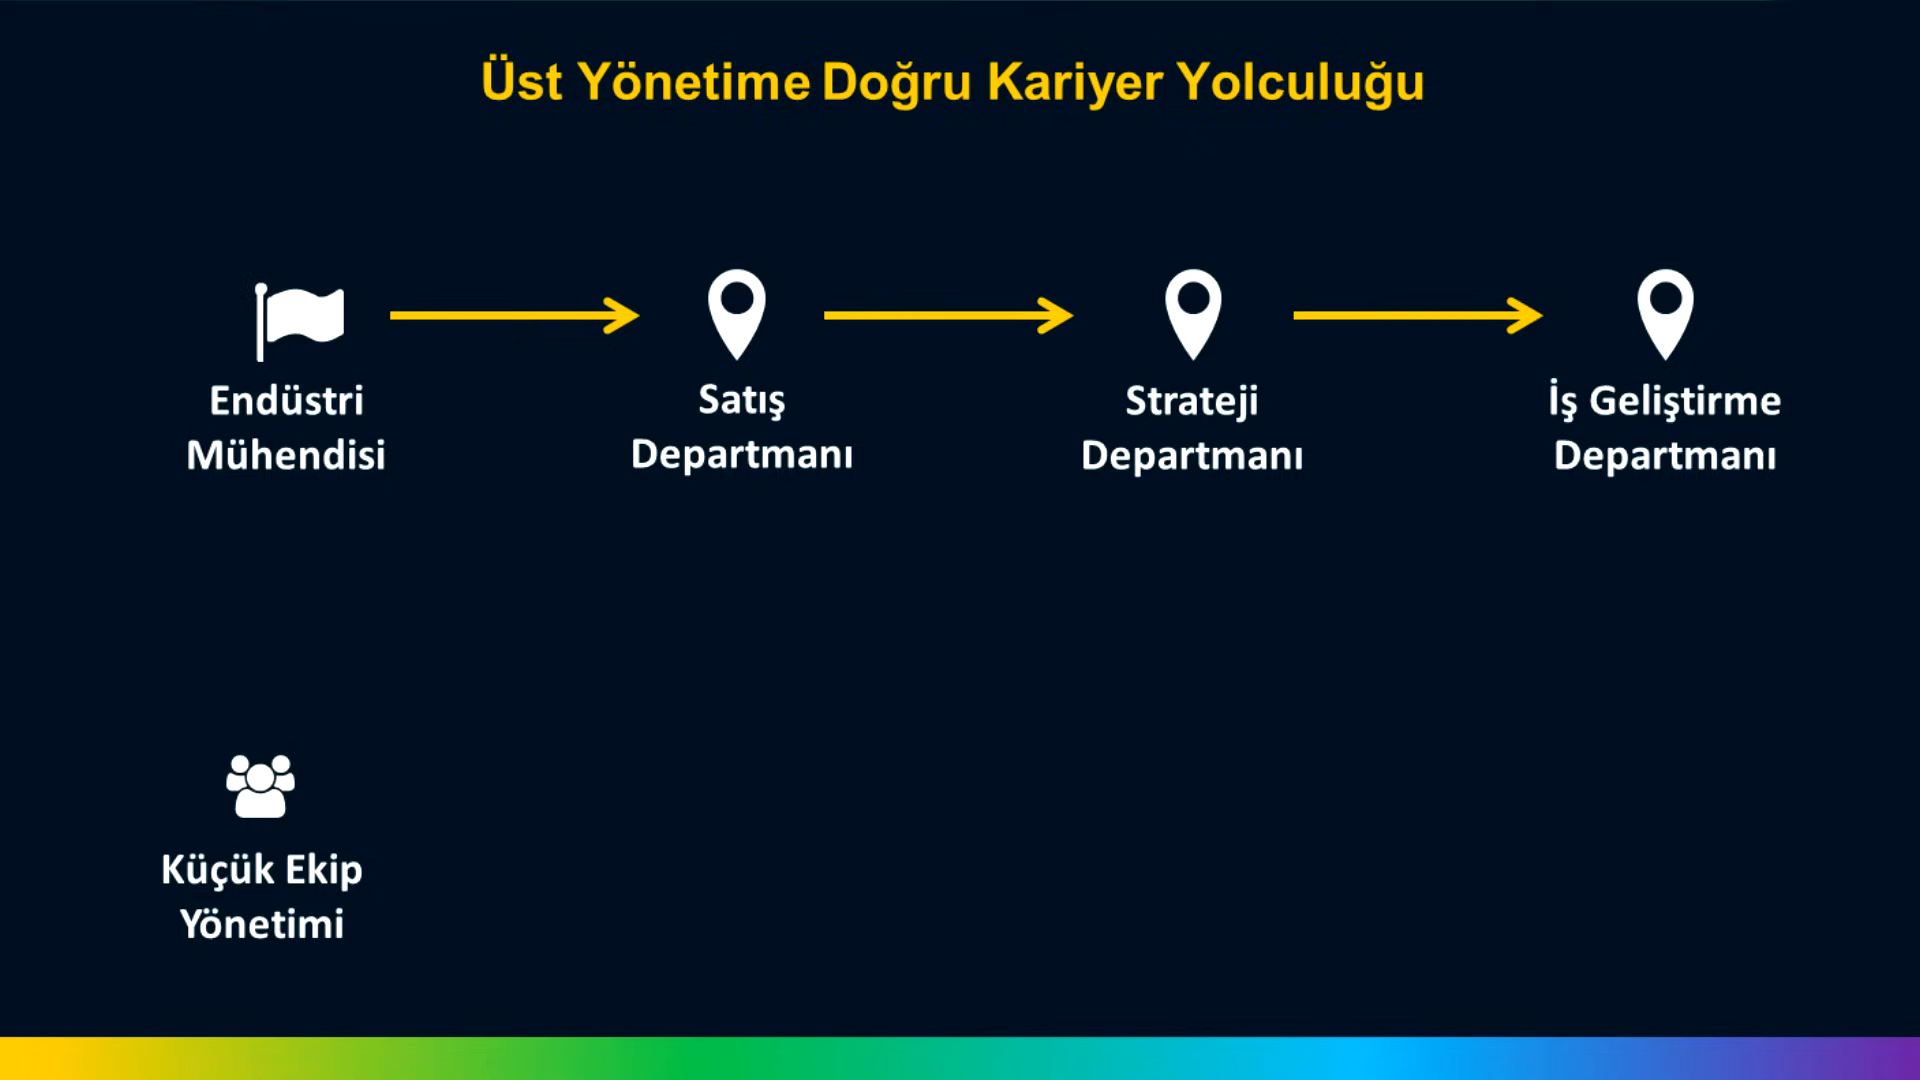 Üst Yönetime Doğru Kariyer Yolculuğu
Endüstri
Mühendisi
Satış
Departmanı
Strateji
Departmanı
İş Geliştirme
Departmanı
Küçük Ekip
Yönetimi